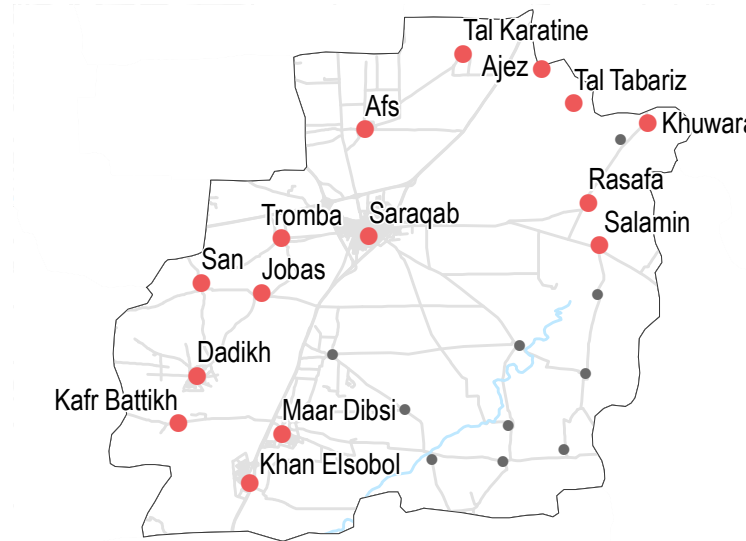 Tal Karatine
Ajez
Tal Tabariz
Afs
Khuwara
Rasafa
Tromba
Saraqab
Salamin
San
Jobas
Dadikh
Kafr Battikh
Maar Dibsi
Khan Elsobol